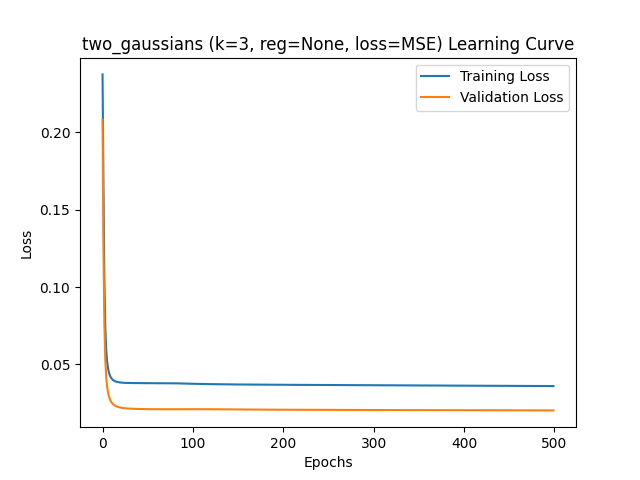 two_gaussians (k=3, reg=None, loss=MSE) Learning Curve
Training Loss
Validation Loss
0.20
0.15
0.10
0.05
Loss
0 100 200 300 400 500
Epochs